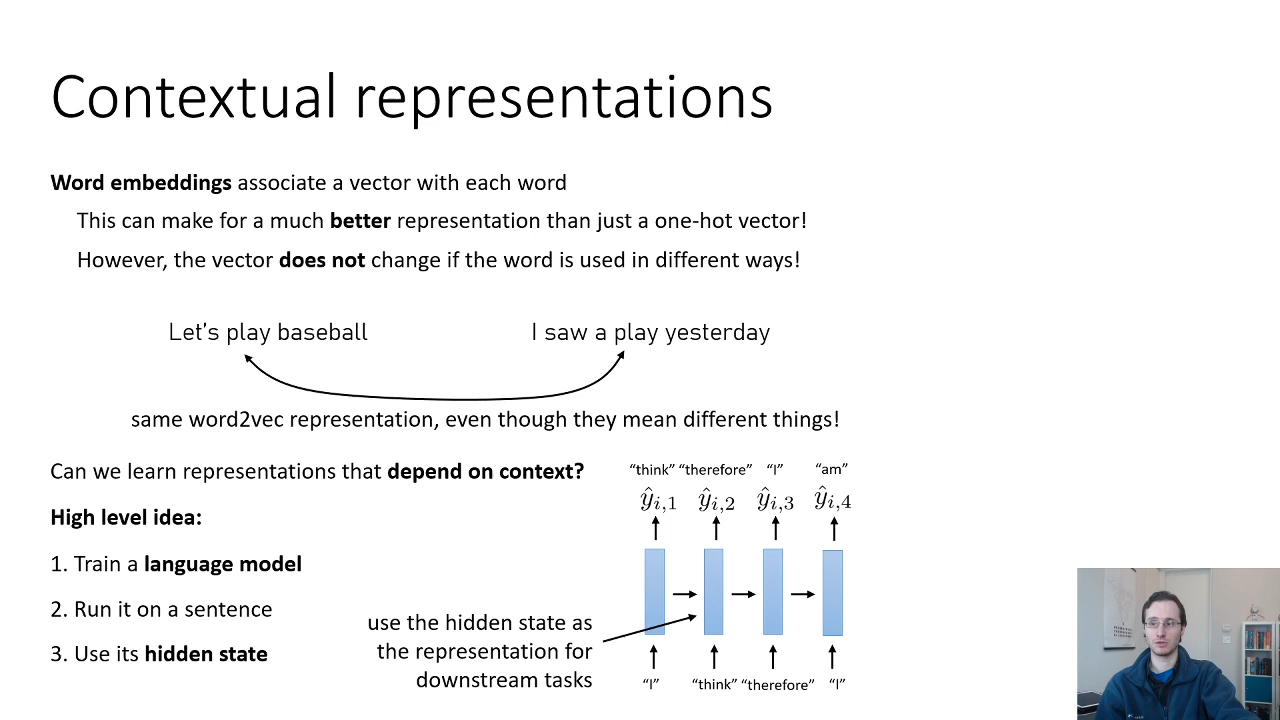 Contextual representations
Word embeddings associate a vector with each word
This can make for a much better representation than just a one-hot vector!
However, the vector does not change if the word is used in different ways!
Let's play baseball
I saw a play yesterday
same word2vec representation, even though they mean different things!
Can we learn representations that depend on context?
High level idea:
1. Train a language model
2. Run it on a sentence
3. Use its hidden state
use the hidden state as
the representation for
downstream tasks
“think” “therefore” “I” “am”
ŷi,1 ŷi,2 ŷi,3 ŷi,4
“I” “think” “therefore” “I”